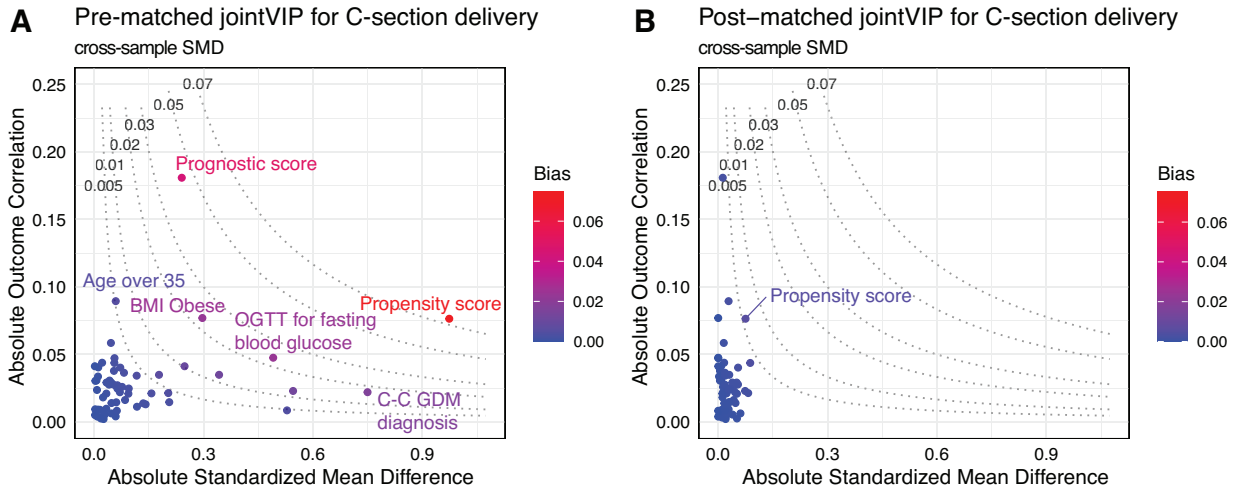 A
Pre-matched jointVIP for C-section delivery
cross-sample SMD
Absolute Outcome Correlation
0.25
0.20
0.15
0.10
0.05
0.00
0.07
0.05
0.03
0.02
0.01
0.005
Prognostic score
Age over 35
BMI Obese
OGTT for fasting
blood glucose
Propensity score
C-C GDM
diagnosis
0.0 0.3 0.6 0.9
Absolute Standardized Mean Difference
Bias
0.06
0.04
0.02
0.00
B
Post−matched jointVIP for C-section delivery
cross-sample SMD
Absolute Outcome Correlation
0.25
0.20
0.15
0.10
0.05
0.00
0.07
0.05
0.03
0.02
0.01
0.005
Propensity score
0.0 0.3 0.6 0.9
Absolute Standardized Mean Difference
Bias
0.06
0.04
0.02
0.00